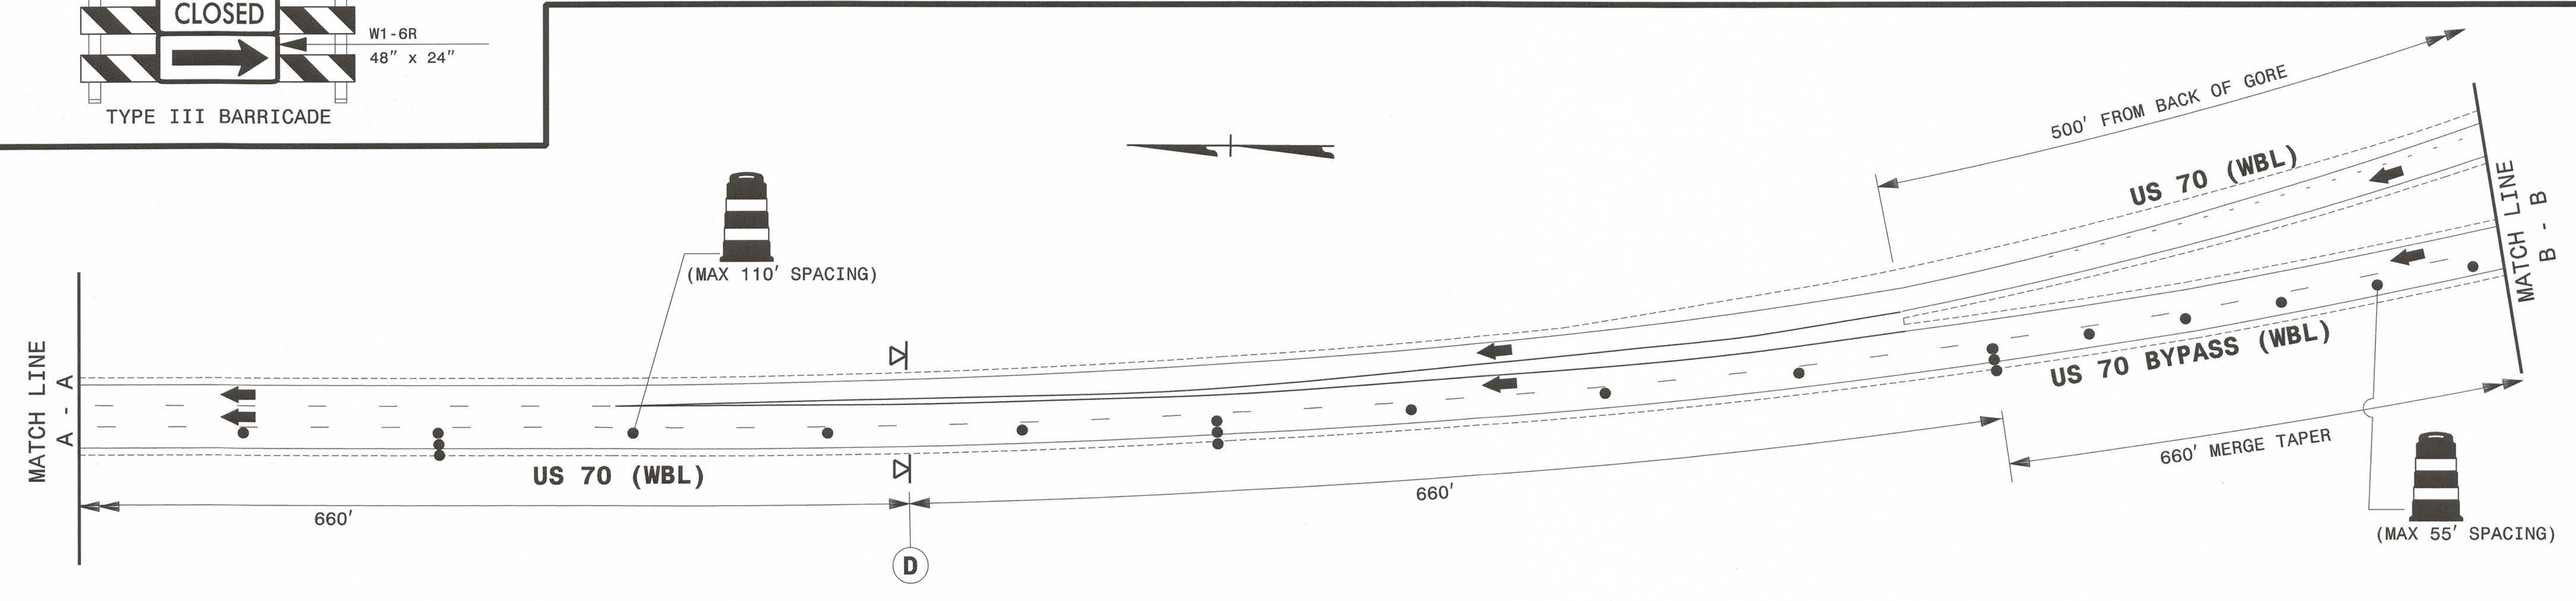 CLOSED
W1-6R
48" x 24"
TYPE III BARRICADE
500' FROM BACK OF GORE
US 70 (WBL)
MATCH LINE
B - B
(MAX 110' SPACING)
MATCH LINE
A - A
US 70 (WBL)
US 70 BYPASS (WBL)
660' MERGE TAPER
660'
660'
(MAX 55' SPACING)
D